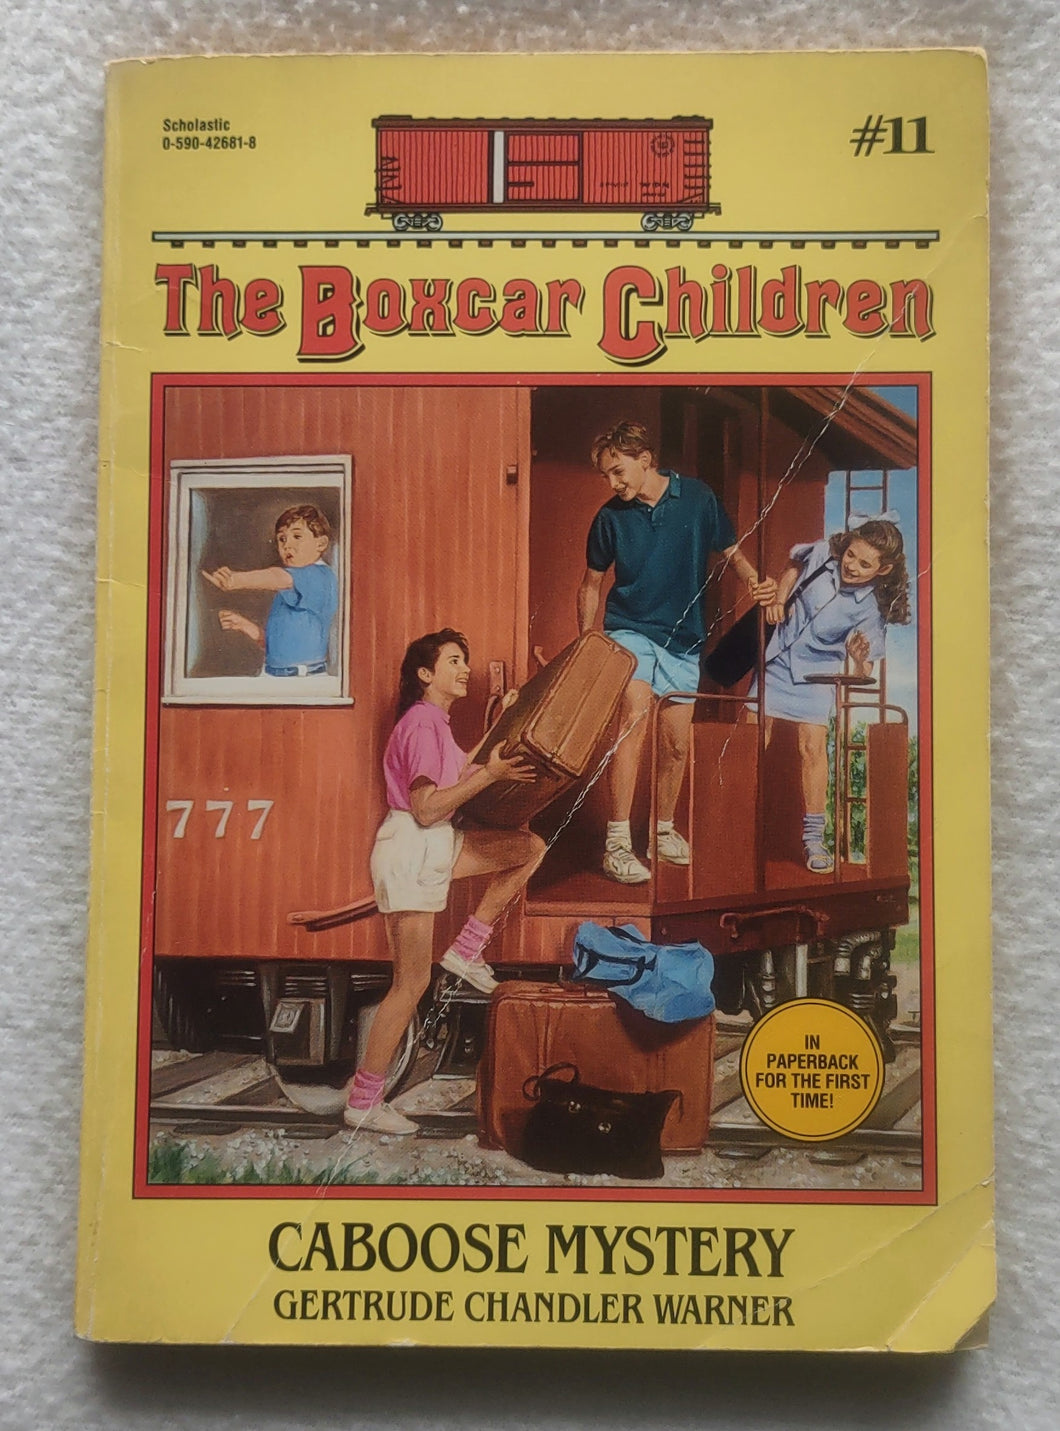 Scholastic
0-590-42681-8
#11
The Boxcar Children
777
IN
PAPERBACK
FOR THE FIRST
TIME!
CABOOSE MYSTERY
GERTRUDE CHANDLER WARNER